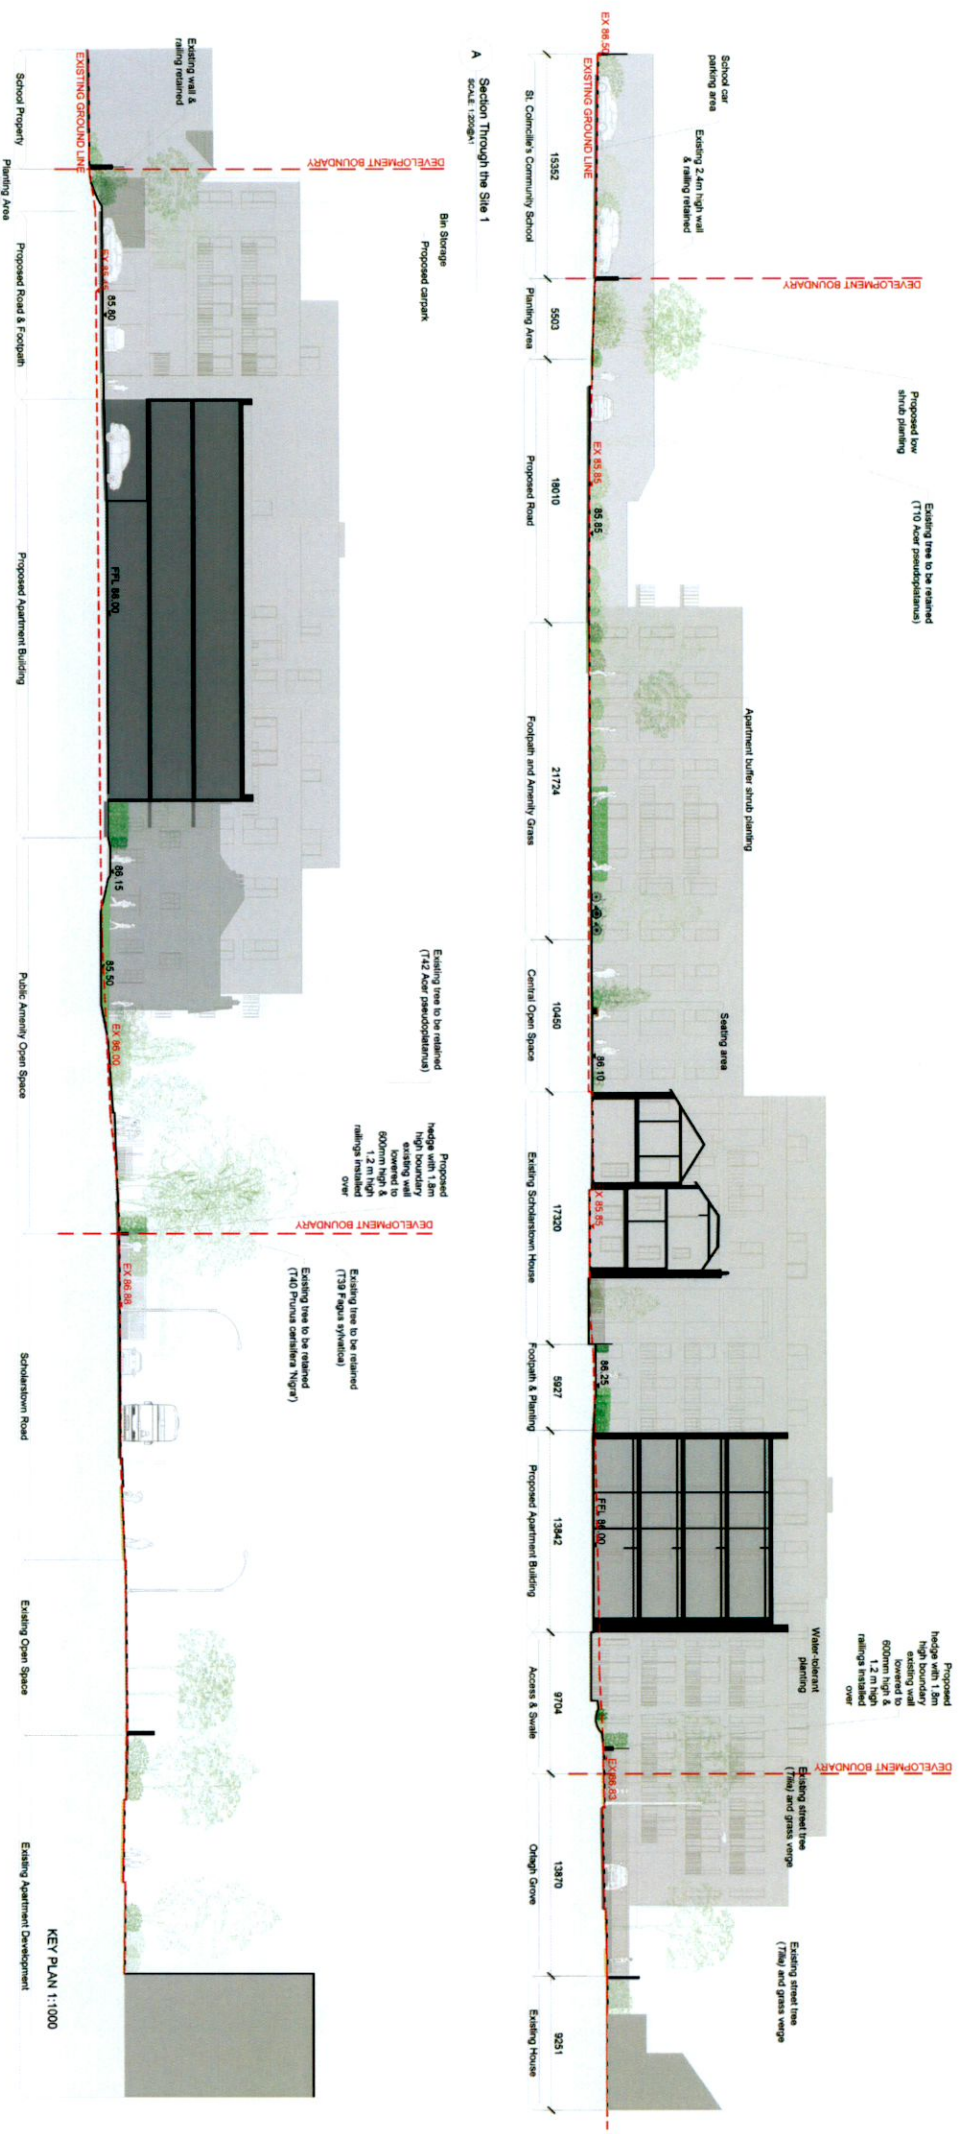 School car
parking area
Existing 2.4m high wall
& railing retained
Proposed low
shrub planting
Existing tree to be retained
(T10 Acer pseudoplatanus)
Apartment buffer shrub planting
Seating area
Water-tolerant
planting
Proposed
hedge with 1.8m
high boundary
existing wall
lowered to
600mm high &
1.2 m high
railings installed
over
Existing street tree
(Tilia) and grass verge
Existing street tree
(Tilia) and grass verge
DEVELOPMENT BOUNDARY
DEVELOPMENT BOUNDARY
EX 86.50
EXISTING GROUND LINE
EX 85.85
85.85
86.10
EX 85.85
86.25
FFL 86.00
EX 86.83
15352
5503
18010
21724
10450
17320
5927
13842
9704
13870
9251
St. Colmcille's Community School
Planting Area
Proposed Road
Footpath and Amenity Grass
Central Open Space
Existing Scholarstown House
Footpath & Planting
Proposed Apartment Building
Access & Swale
Orlagh Grove
Existing House
A
Section Through the Site 1
SCALE: 1:200@A1
Existing wall &
railing retained
DEVELOPMENT BOUNDARY
Bin Storage
Proposed carpark
Existing tree to be retained
(T42 Acer pseudoplatanus)
Proposed
hedge with 1.8m
high boundary
existing wall
lowered to
600mm high &
1.2 m high
railings installed
over
DEVELOPMENT BOUNDARY
Existing tree to be retained
(T39 Fagus sylvatica)
Existing tree to be retained
(T40 Prunus cerisifera 'Nigra')
EXISTING GROUND LINE
85.80
FFL 86.00
86.15
85.50
EX 86.00
EX 86.88
School Property
Planting Area
Proposed Road & Footpath
Proposed Apartment Building
Public Amenity Open Space
Scholarstown Road
Existing Open Space
Existing Apartment Development
KEY PLAN 1:1000